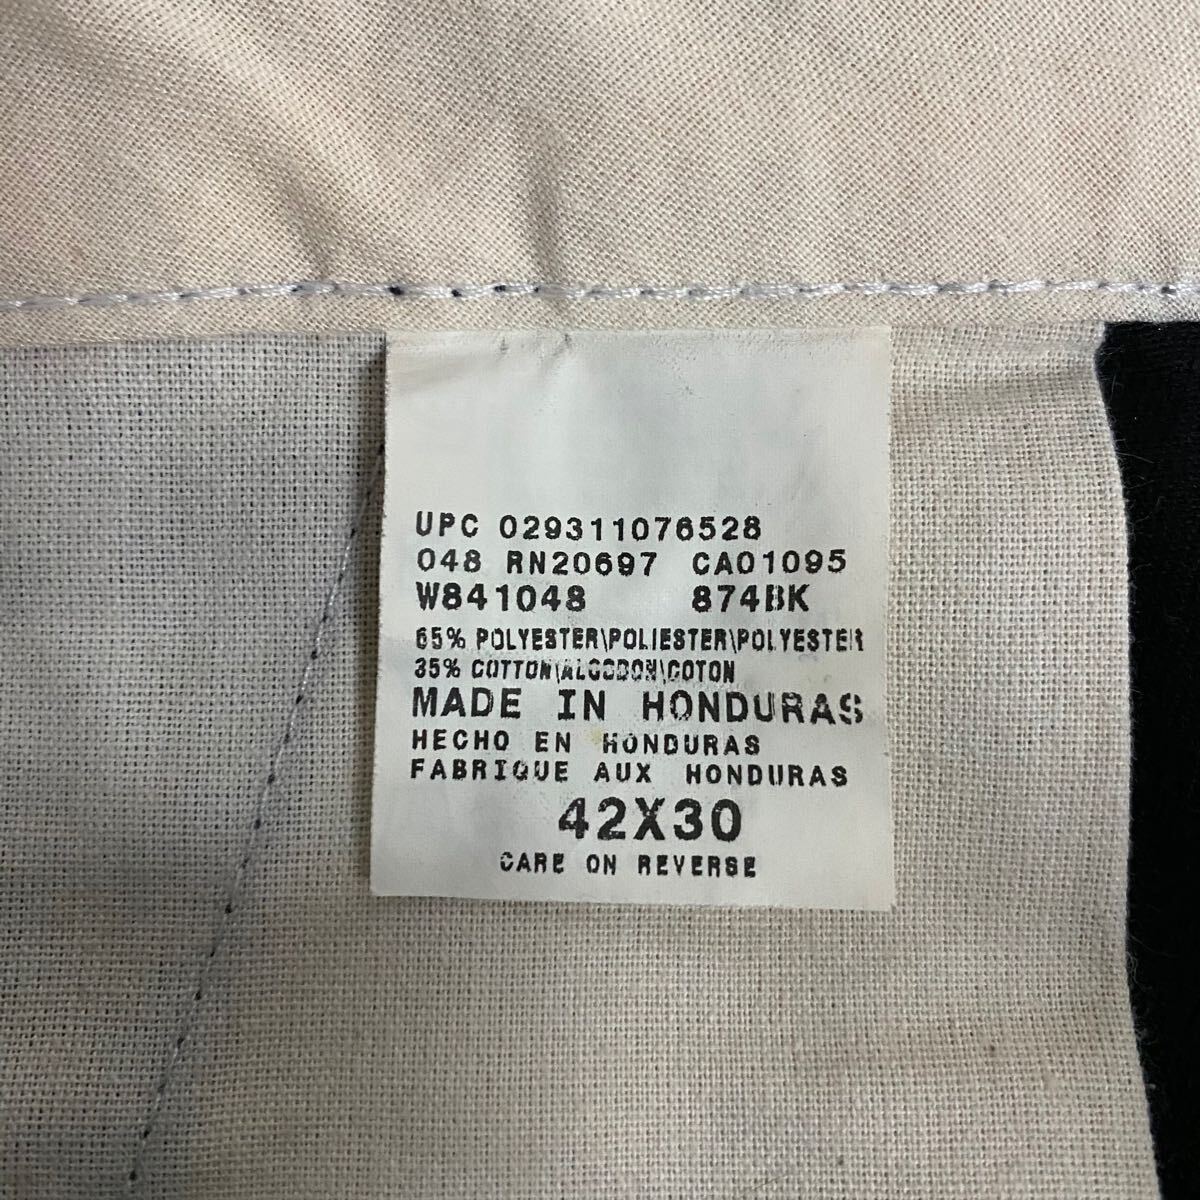 UPC 029311076528
048 RN20697 CA01095
W841048 874BK
65% POLYESTER\POLIESTER\POLYESTER
35% COTTON\ALGODON\COTON
MADE IN HONDURAS
HECHO EN HONDURAS
FABRIQUE AUX HONDURAS
42X30
CARE ON REVERSE